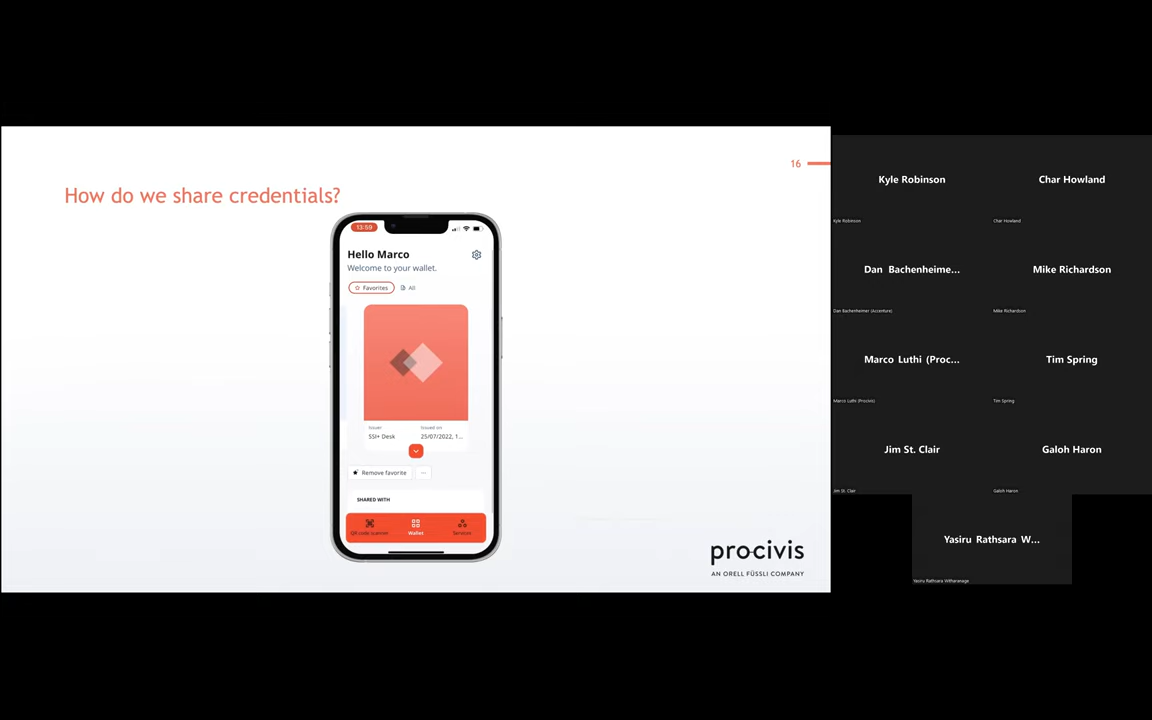 16
How do we share credentials?
13:59
Hello Marco
Welcome to your wallet.
Favorites
All
Issuer
Issued on
SSI+ Desk
25/07/2022, 1...
Remove favorite
...
SHARED WITH
QR code scanner
Wallet
Services
procivis
AN ORELL FÜSSLI COMPANY
Kyle Robinson
Kyle Robinson
Char Howland
Char Howland
Dan Bachenheime...
Dan Bachenheimer (Accenture)
Mike Richardson
Mike Richardson
Marco Luthi (Proc...
Marco Luthi (Procivis)
Tim Spring
Tim Spring
Jim St. Clair
Jim St. Clair
Galoh Haron
Galoh Haron
Yasiru Rathsara W...
Yasiru Rathsara Witharanage